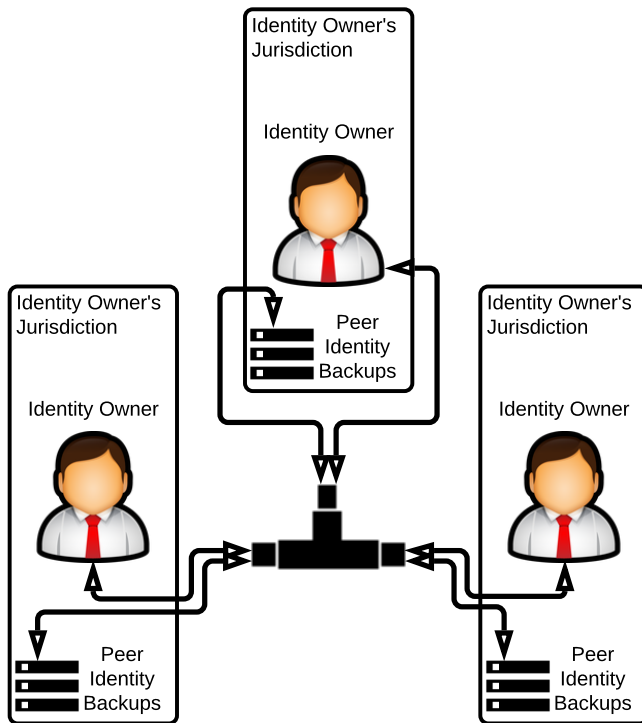 Identity Owner's
Jurisdiction
Identity Owner
Peer
Identity
Backups
Identity Owner's
Jurisdiction
Identity Owner
Peer
Identity
Backups
Identity Owner's
Jurisdiction
Identity Owner
Peer
Identity
Backups